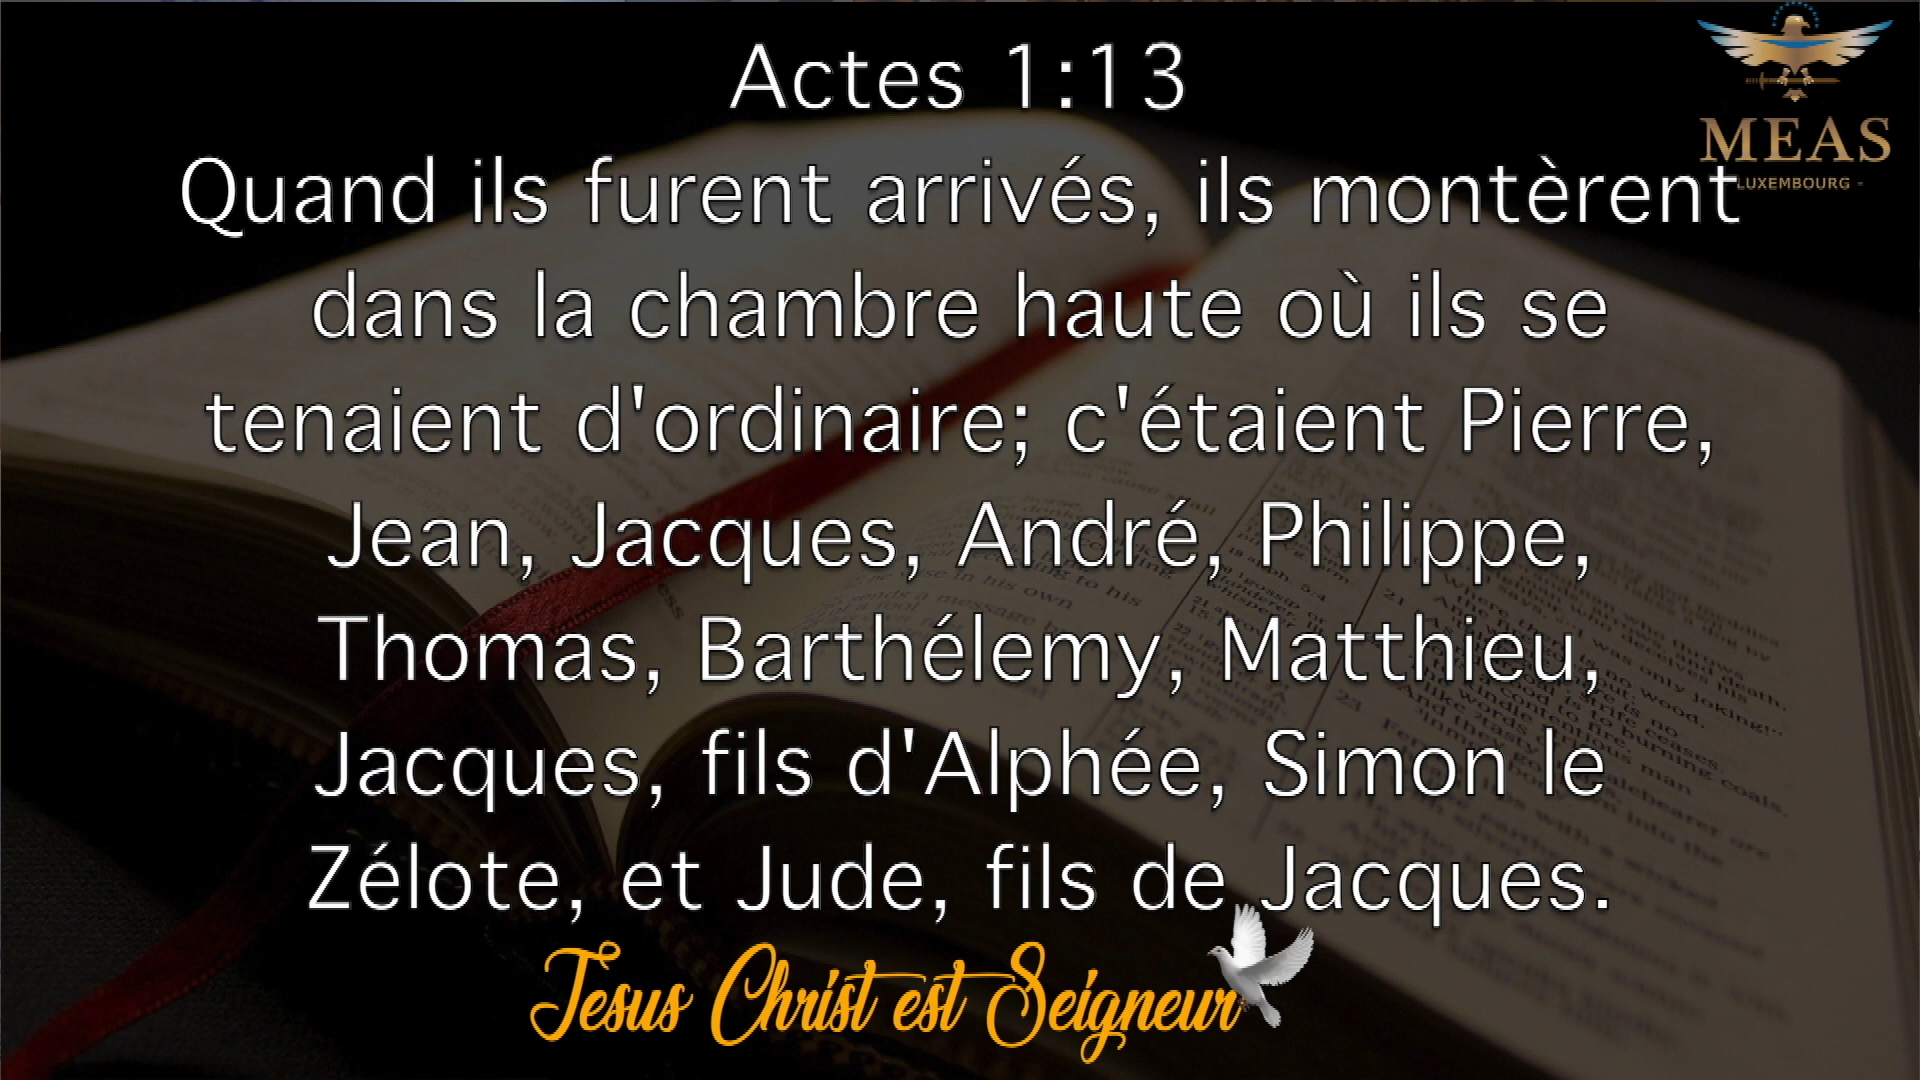 Actes 1:13
MEAS
LUXEMBOURG -
Quand ils furent arrivés, ils montèrent
dans la chambre haute où ils se
tenaient d'ordinaire; c'étaient Pierre,
Jean, Jacques, André, Philippe,
Thomas, Barthélemy, Matthieu,
Jacques, fils d'Alphée, Simon le
Zélote, et Jude, fils de Jacques.
Jesus Christ est Seigneur